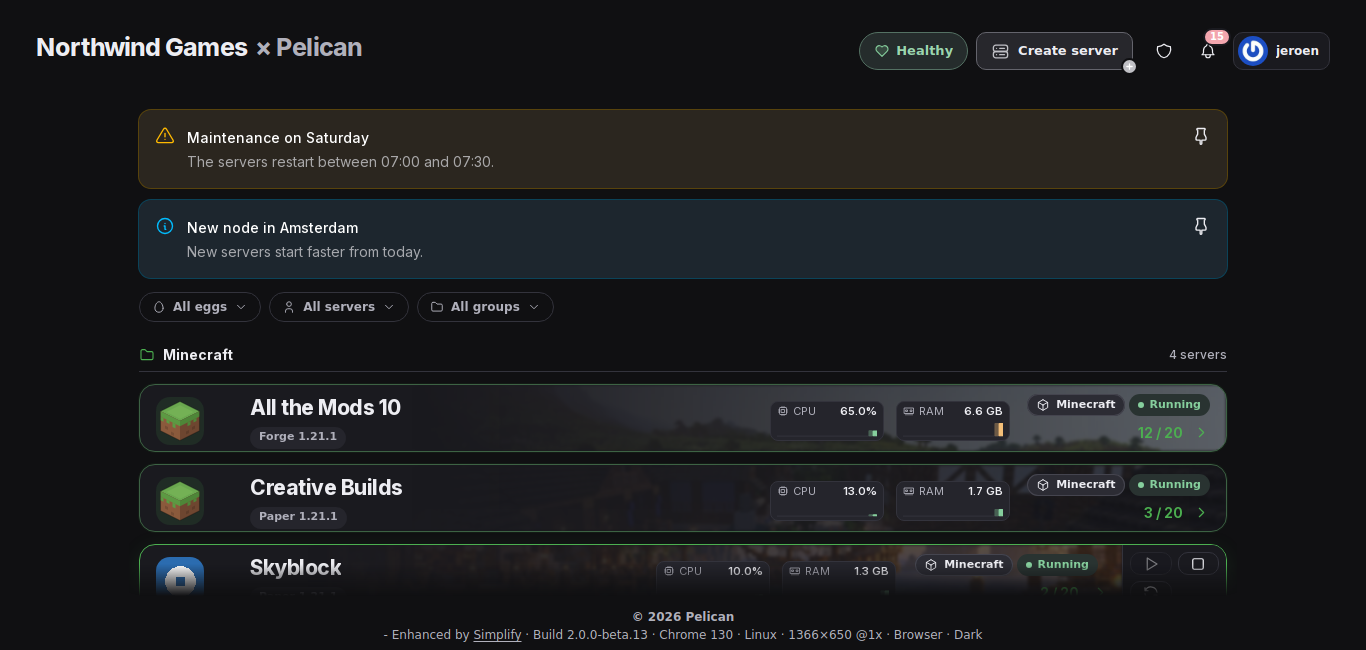 Northwind Games × Pelican
Healthy
Create server
15
jeroen
Maintenance on Saturday
The servers restart between 07:00 and 07:30.
New node in Amsterdam
New servers start faster from today.
All eggs
All servers
All groups
Minecraft
4 servers
All the Mods 10
Forge 1.21.1
CPU 65.0%
RAM 6.6 GB
Minecraft
Running
12 / 20
Creative Builds
Paper 1.21.1
CPU 13.0%
RAM 1.7 GB
Minecraft
Running
3 / 20
Skyblock
CPU 10.0%
RAM 1.3 GB
Minecraft
Running
© 2026 Pelican
- Enhanced by Simplify · Build 2.0.0-beta.13 · Chrome 130 · Linux · 1366×650 @1x · Browser · Dark